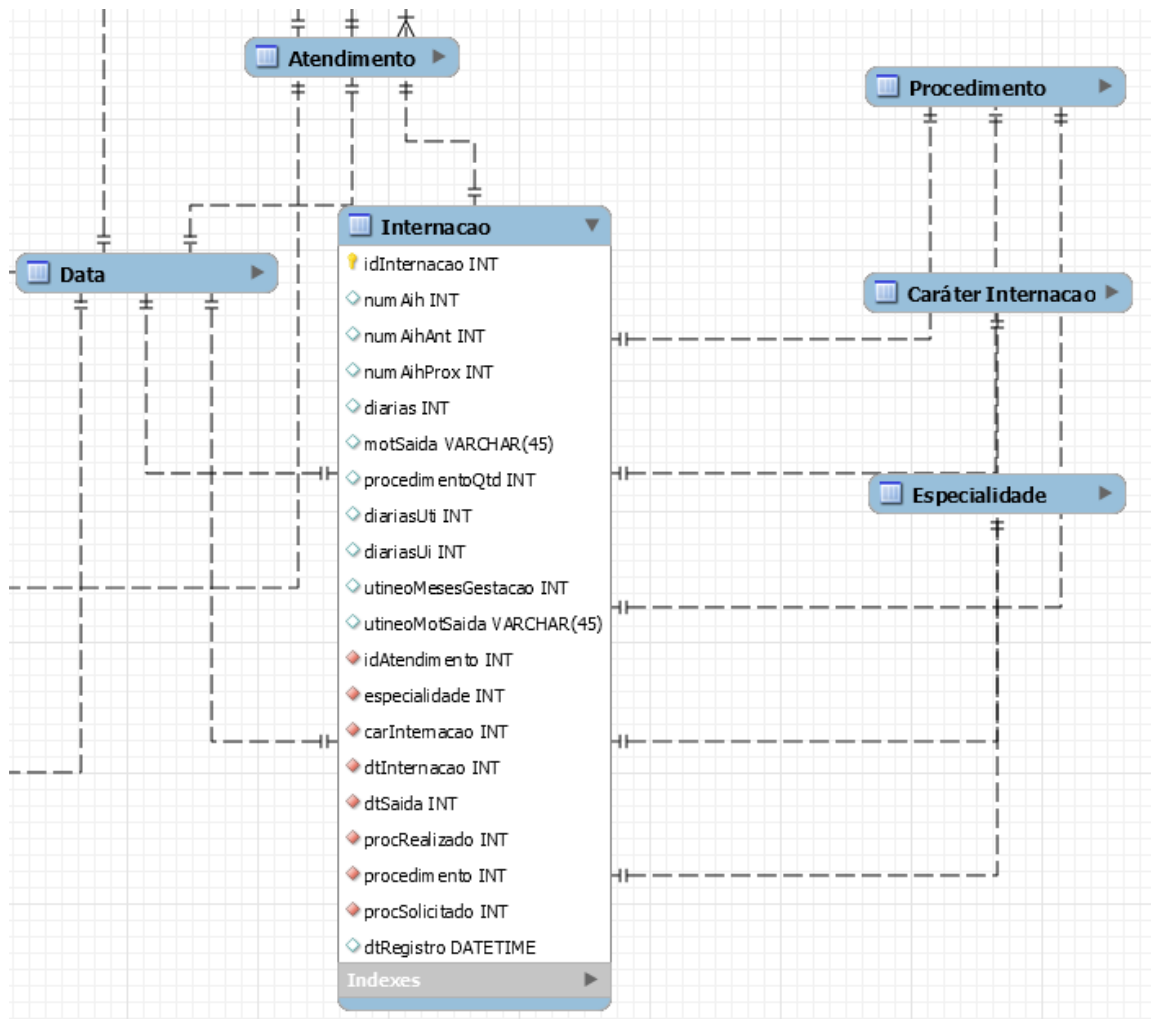 Atendimento
Procedimento
Internacao
Data
Caráter Internacao
Especialidade
idInternacao INT
numAih INT
numAihAnt INT
numAihProx INT
diarias INT
motSaida VARCHAR(45)
procedimentoQtd INT
diariasUti INT
diariasUi INT
utineoMesesGestacao INT
utineoMotSaida VARCHAR(45)
idAtendimento INT
especialidade INT
carInternacao INT
dtInternacao INT
dtSaida INT
procRealizado INT
procedimento INT
procSolicitado INT
dtRegistro DATETIME
Indexes